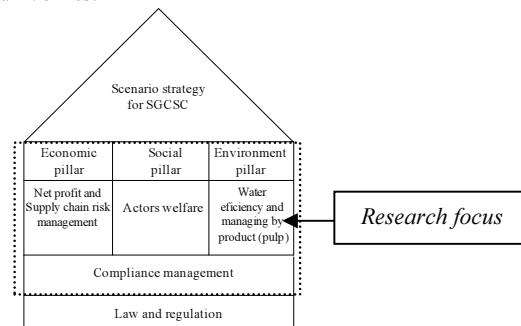 Scenario strategy
for SGCSC
Economic
pillar
Social
pillar
Environment
pillar
Net profit and
Supply chain risk
management
Actors welfare
Water
eficiency and
managing by
product (pulp)
Research focus
Compliance management
Law and regulation